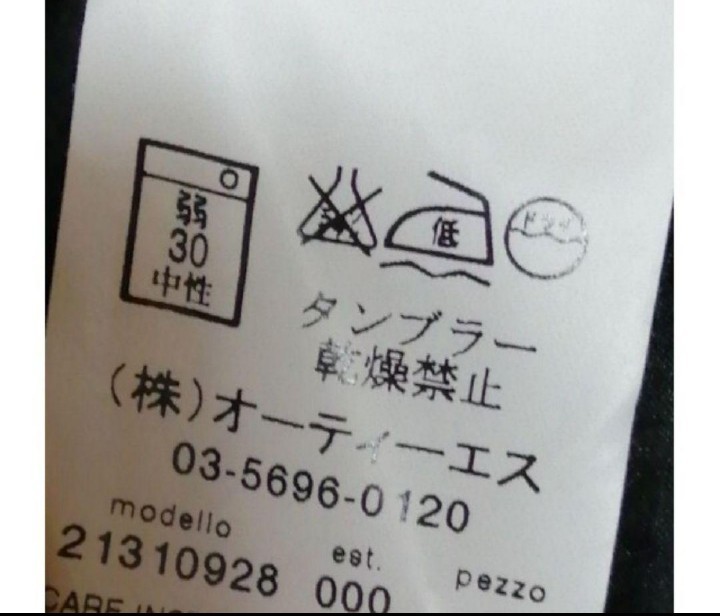 弱
30
中性
低
ドライ
タンブラー
乾燥禁止
(株)オーティーエス
03-5696-0120
modello
est.
pezzo
21310928
000